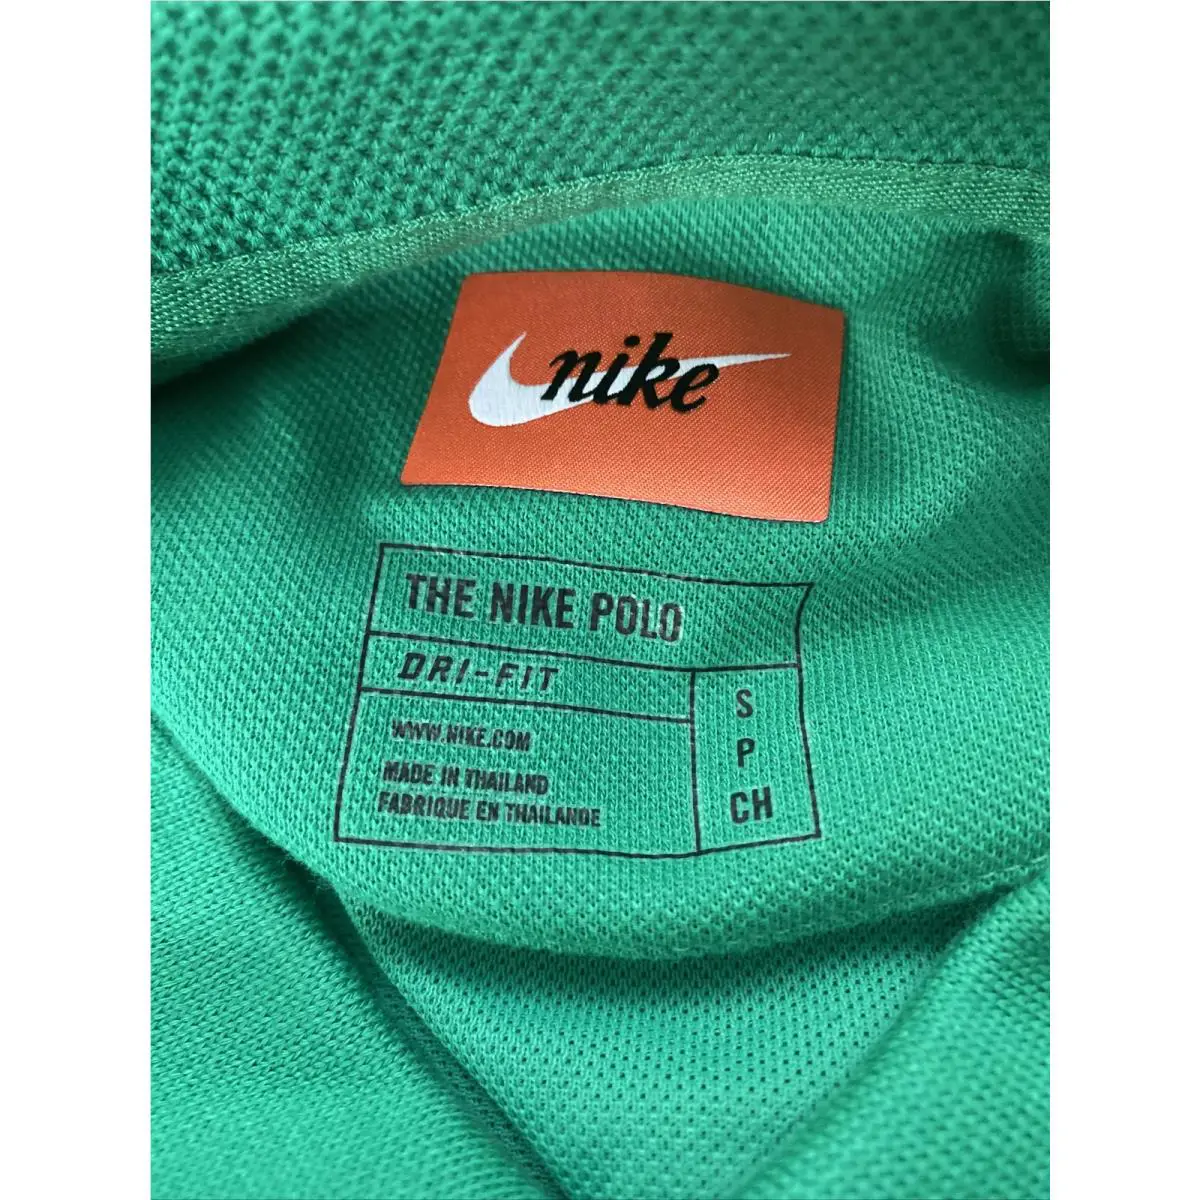 nike
THE NIKE POLO
DRI-FIT
WWW.NIKE.COM
MADE IN THAILAND
FABRIQUE EN THAILANDE
S
P
CH